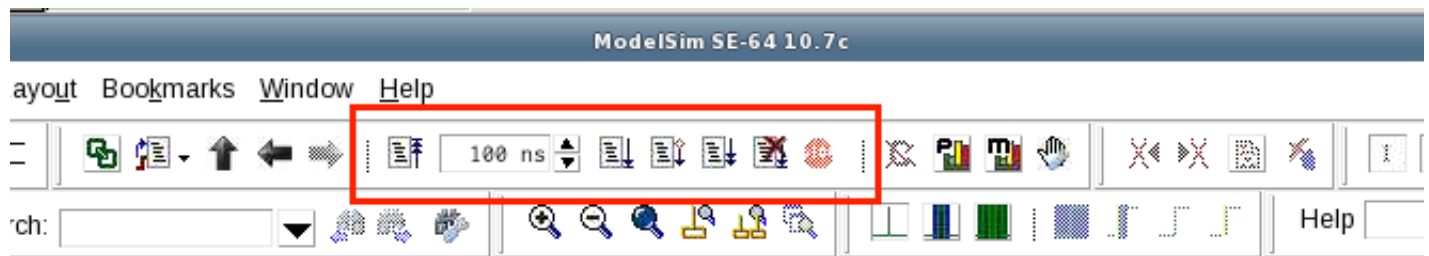 ModelSim SE-64 10.7c
ayout Bookmarks Window Help
100 ns
rch:
Help